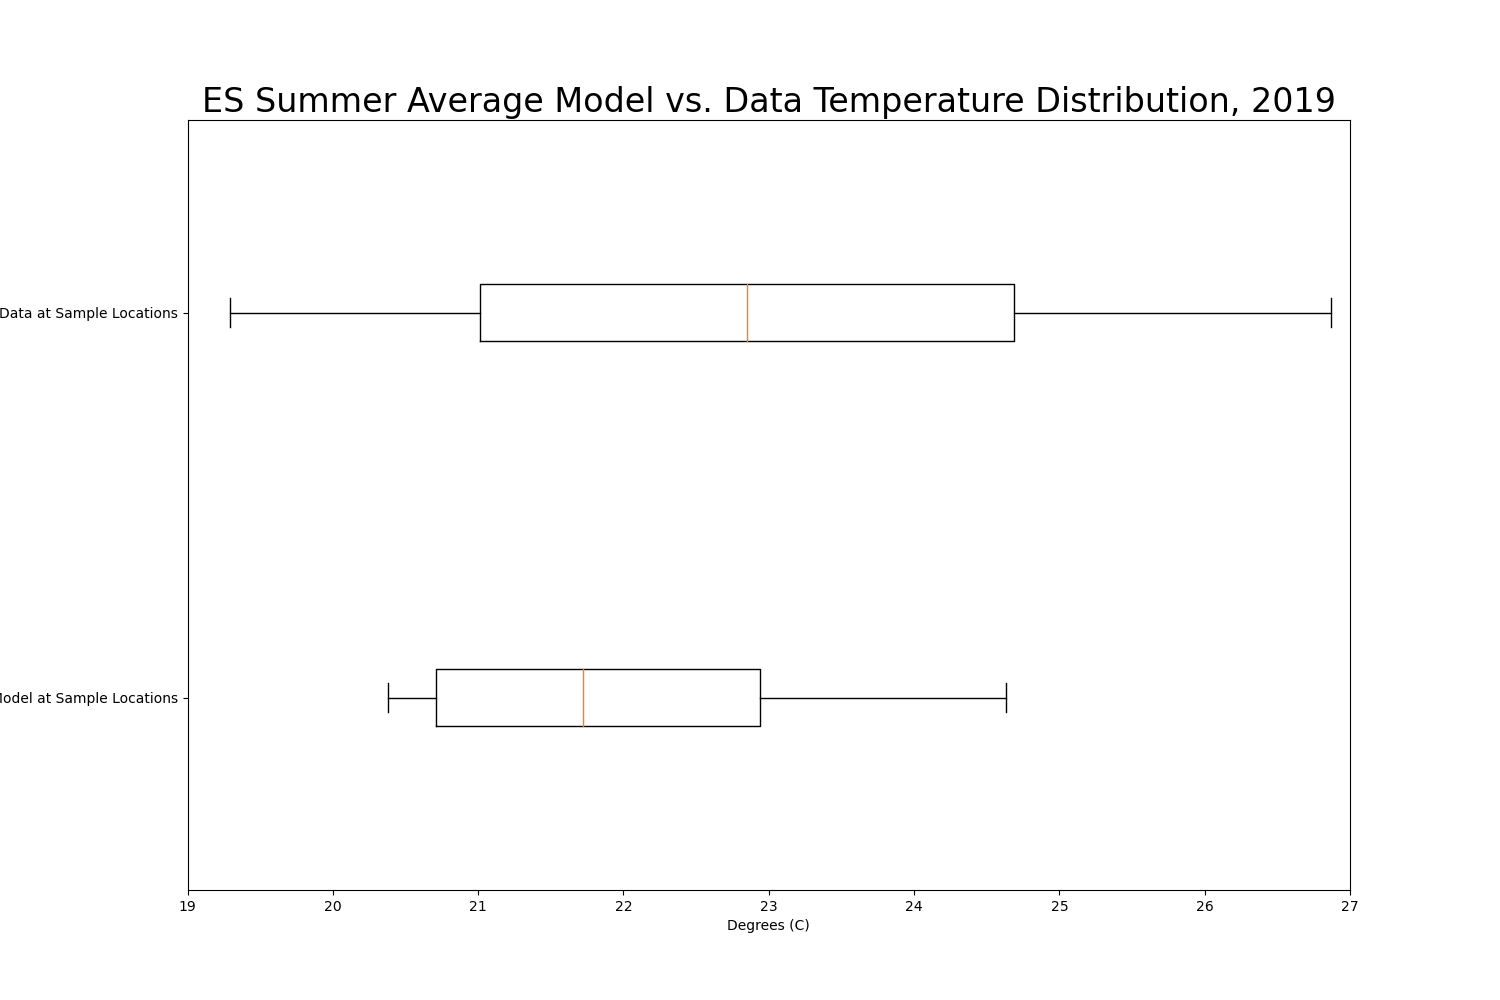 ES Summer Average Model vs. Data Temperature Distribution, 2019
Data at Sample Locations
at Sample Locations
19 20 21 22 23 24 25 26 27
Degrees (C)